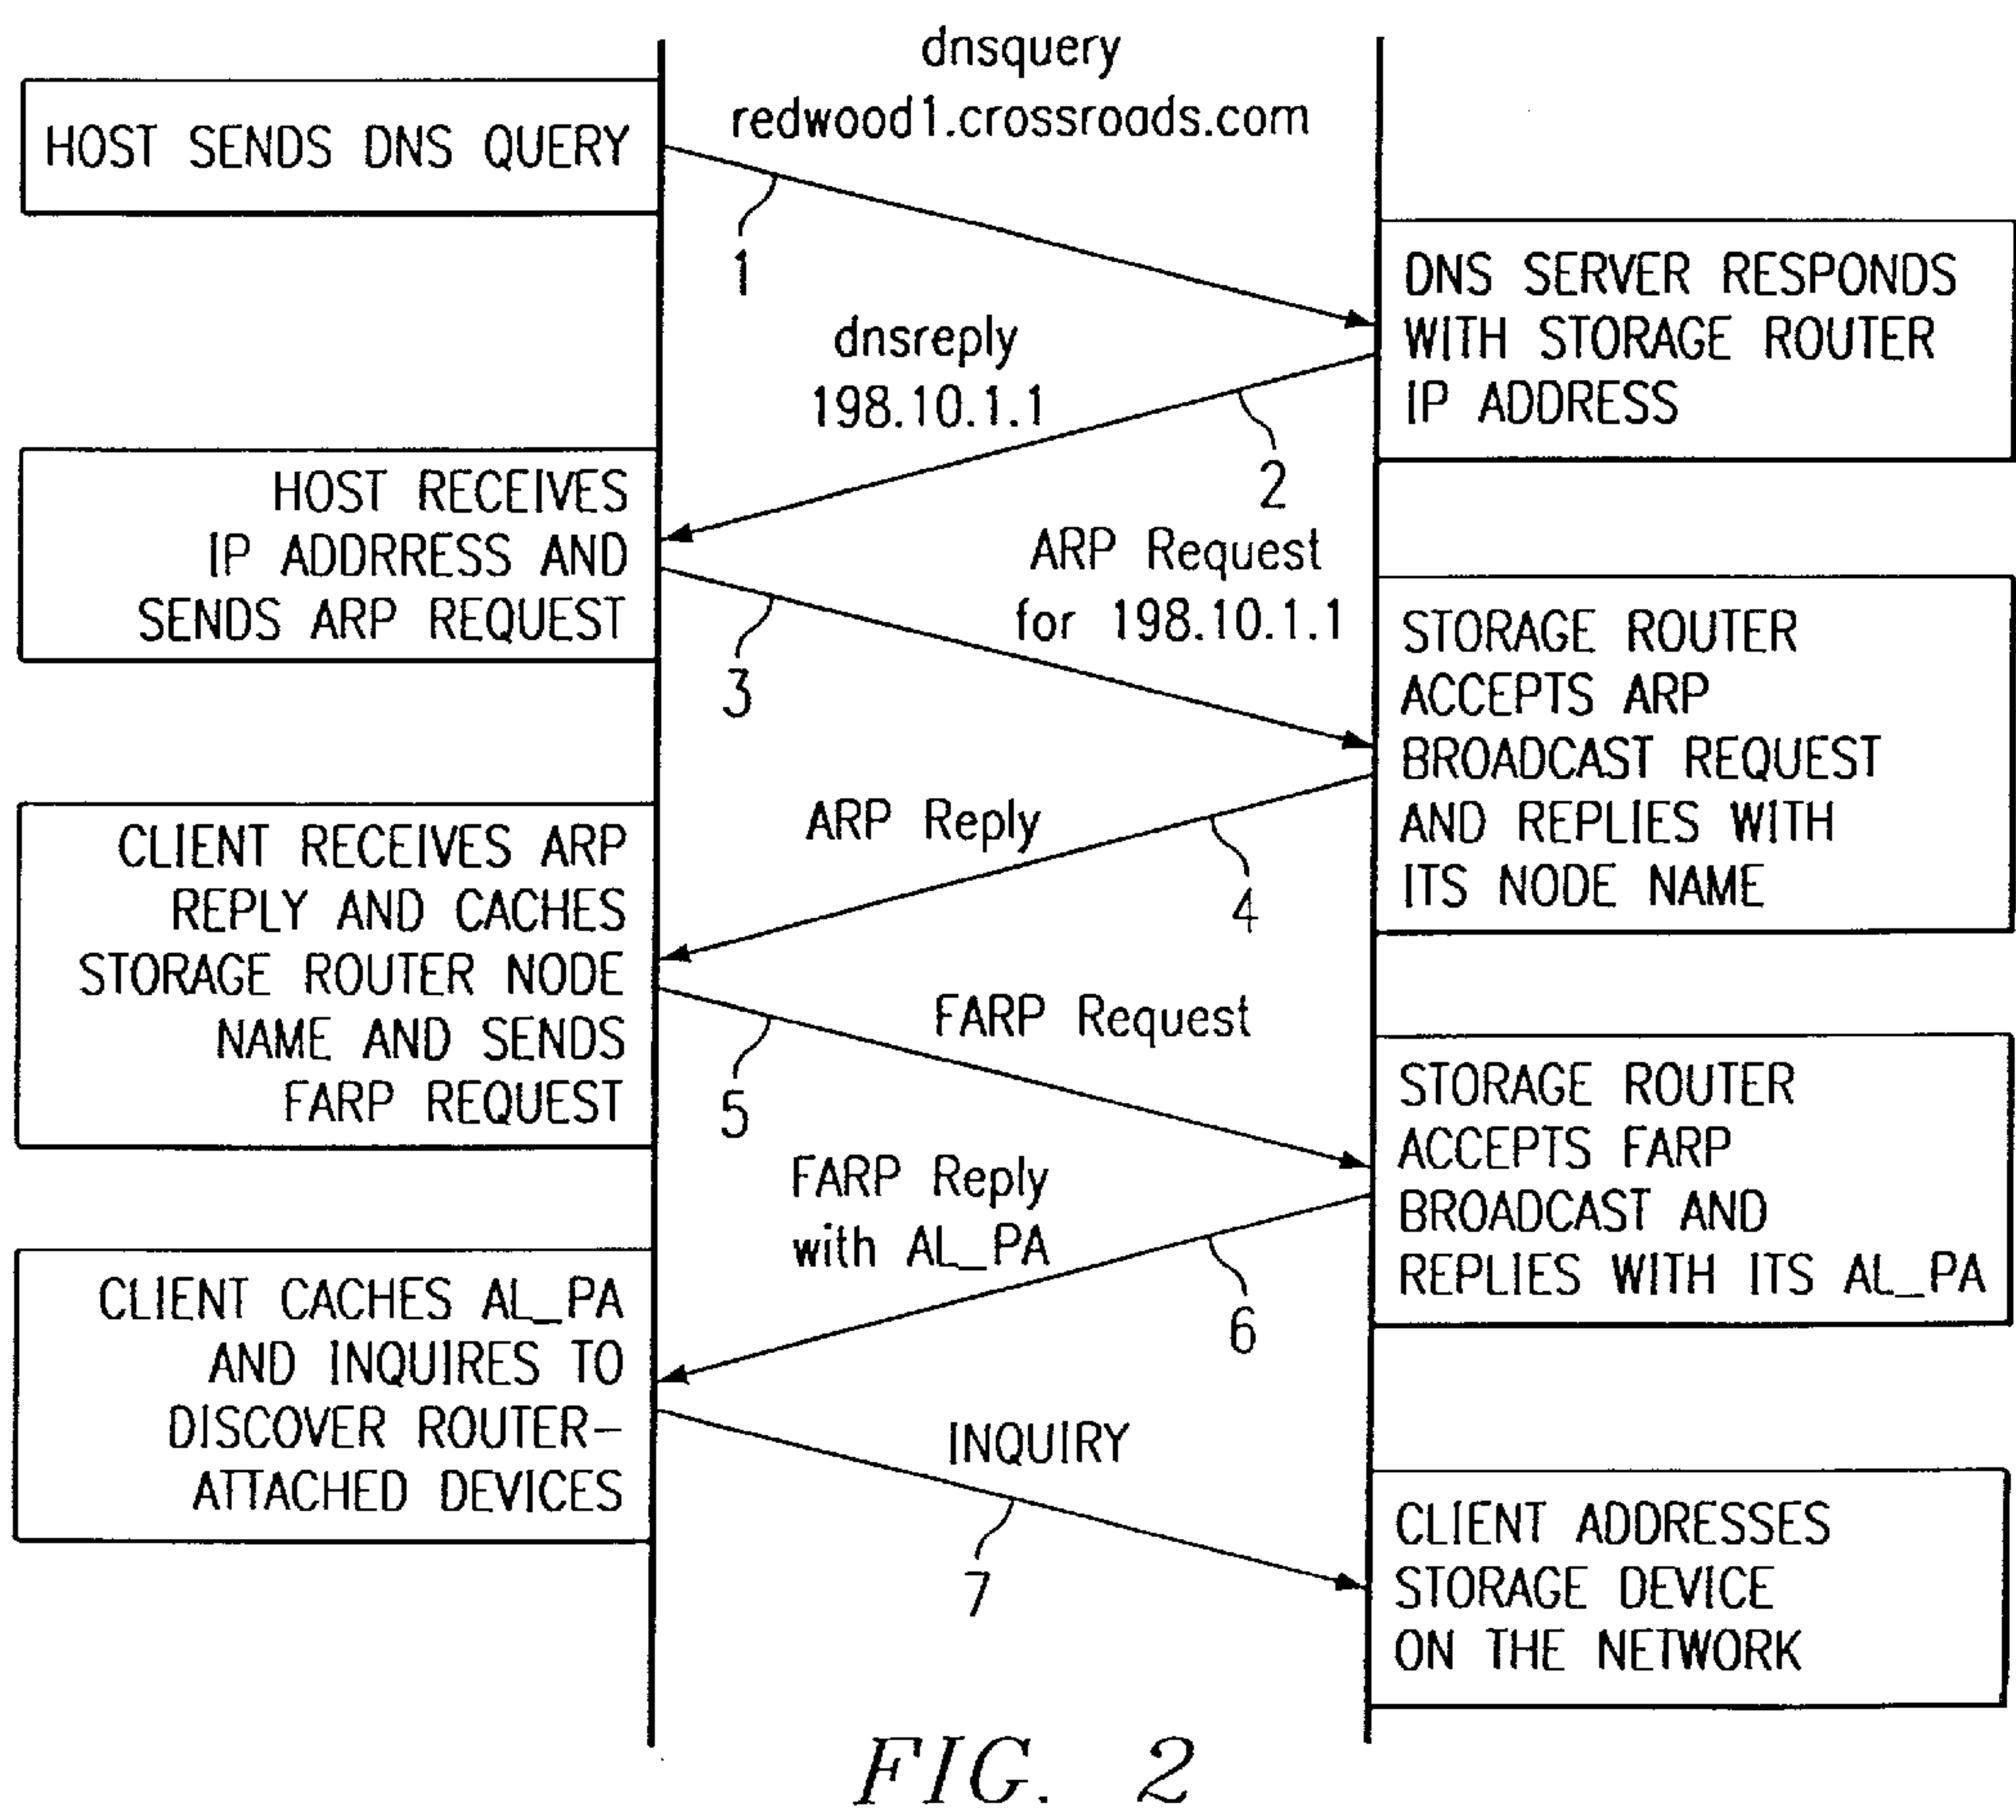 dnsquery
redwood1.crossroads.com
HOST SENDS DNS QUERY
1
DNS SERVER RESPONDS
WITH STORAGE ROUTER
IP ADDRESS
dnsreply
198.10.1.1
2
HOST RECEIVES
IP ADDRRESS AND
SENDS ARP REQUEST
ARP Request
for 198.10.1.1
3
STORAGE ROUTER
ACCEPTS ARP
BROADCAST REQUEST
AND REPLIES WITH
ITS NODE NAME
ARP Reply
4
CLIENT RECEIVES ARP
REPLY AND CACHES
STORAGE ROUTER NODE
NAME AND SENDS
FARP REQUEST
FARP Request
5
STORAGE ROUTER
ACCEPTS FARP
BROADCAST AND
REPLIES WITH ITS AL_PA
FARP Reply
with AL_PA
6
CLIENT CACHES AL_PA
AND INQUIRES TO
DISCOVER ROUTER-
ATTACHED DEVICES
INQUIRY
7
CLIENT ADDRESSES
STORAGE DEVICE
ON THE NETWORK
FIG. 2